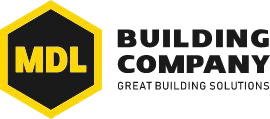 MDL
BUILDING
COMPANY
GREAT BUILDING SOLUTIONS